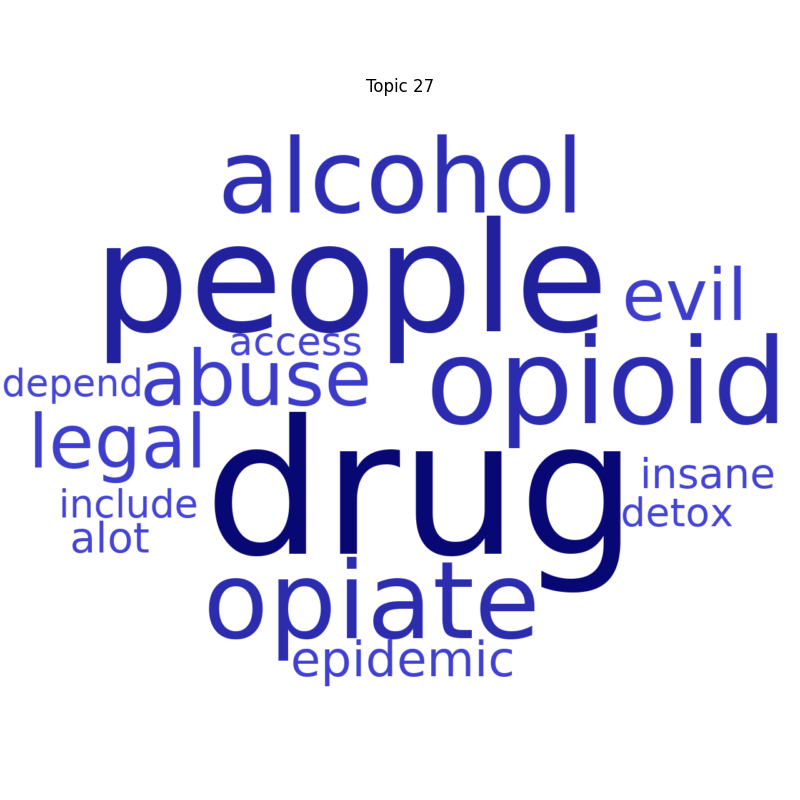 Topic 27
alcohol
people
evil
access
abuse
opioid
depend
legal
drug
insane
include
detox
alot
opiate
epidemic